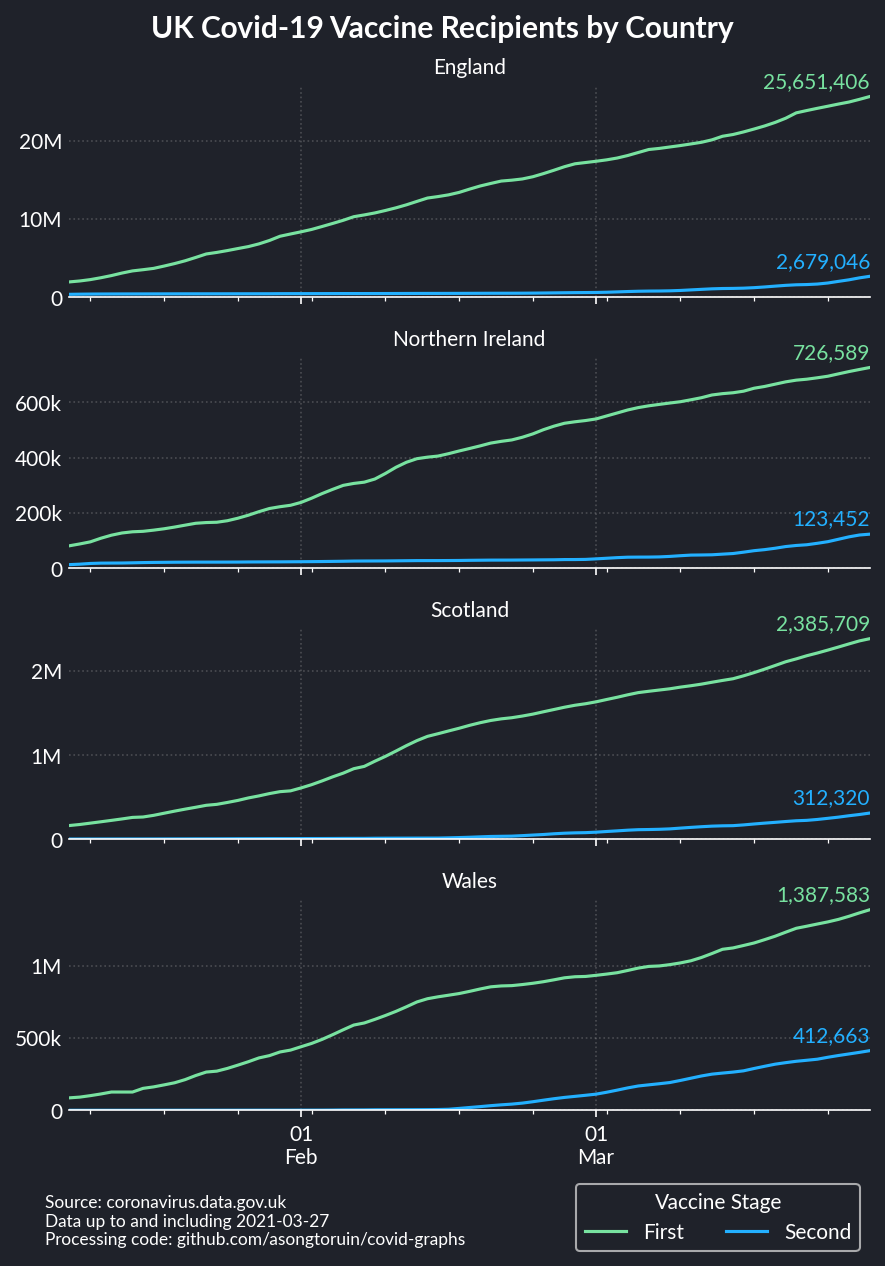 UK Covid-19 Vaccine Recipients by Country
England
25,651,406
20M
10M
2,679,046
0
Northern Ireland
726,589
600k
400k
200k
123,452
0
Scotland
2,385,709
2M
1M
312,320
0
Wales
1,387,583
1M
500k
412,663
0
01 01
Feb Mar
Source: coronavirus.data.gov.uk
Data up to and including 2021-03-27
Processing code: github.com/asongtoruin/covid-graphs
Vaccine Stage
First Second